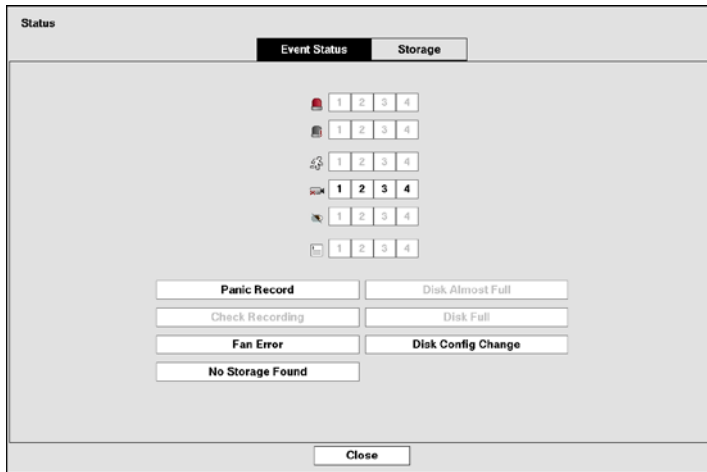 Status
Event Status Storage
1 2 3 4
1 2 3 4
1 2 3 4
1 2 3 4
1 2 3 4
1 2 3 4
Panic Record Disk Almost Full
Check Recording Disk Full
Fan Error Disk Config Change
No Storage Found
Close